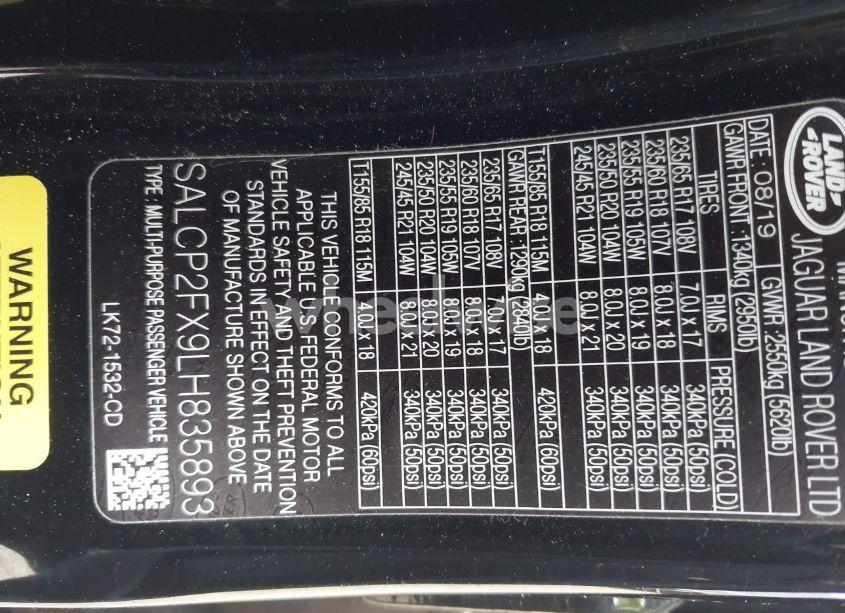 LAND ROVER
JAGUAR LAND ROVER LTD
DATE: 08/19 GVWR: 2550kg (5620lb)
GAWR FRONT: 1340kg (2950lb)
TIRES RIMS PRESSURE (COLD)
235/65 R17 108V 7.0J x 17 340kPa (50psi)
235/60 R18 107V 8.0J x 18 340kPa (50psi)
235/55 R19 105W 8.0J x 19 340kPa (50psi)
235/50 R20 104W 8.0J x 20 340kPa (50psi)
245/45 R21 104W 8.0J x 21 340kPa (50psi)
T155/85 R18 115M 4.0J x 18 420kPa (60psi)
GAWR REAR: 1290kg (2840lb)
235/65 R17 108V 7.0J x 17 340kPa (50psi)
235/60 R18 107V 8.0J x 18 340kPa (50psi)
235/55 R19 105W 8.0J x 19 340kPa (50psi)
235/50 R20 104W 8.0J x 20 340kPa (50psi)
245/45 R21 104W 8.0J x 21 340kPa (50psi)
T155/85 R18 115M 4.0J x 18 420kPa (60psi)
THIS VEHICLE CONFORMS TO ALL
APPLICABLE U.S. FEDERAL MOTOR
VEHICLE SAFETY AND THEFT PREVENTION
STANDARDS IN EFFECT ON THE DATE
OF MANUFACTURE SHOWN ABOVE
SALCP2FX9LH835893
TYPE: MULTI-PURPOSE PASSENGER VEHICLE
LK72-1532-CD
WARNING